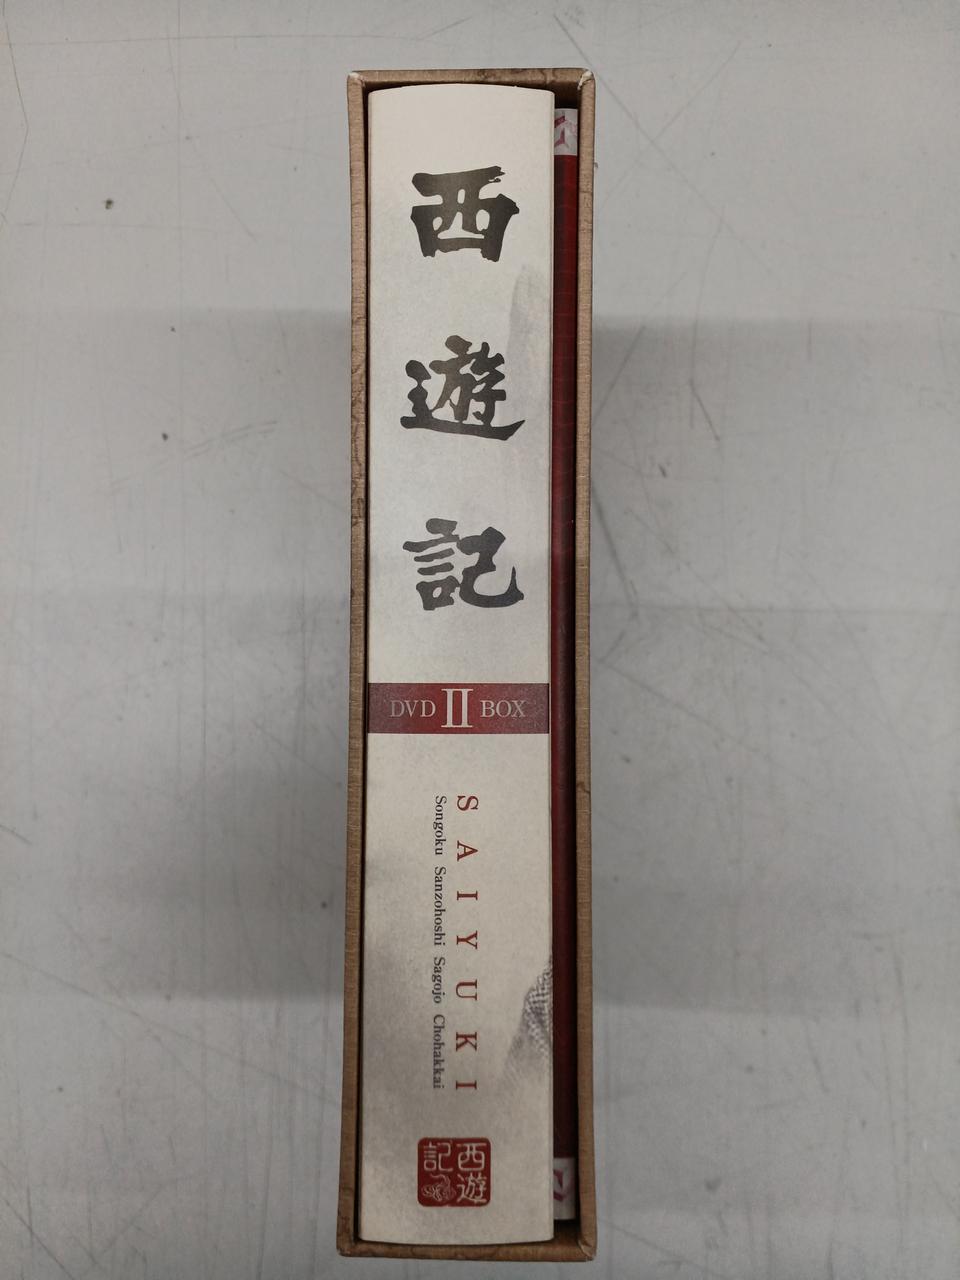 西遊記
DVD II BOX
SAIYUKI
Songoku Sanzohoshi Sagojo Chohakkai
西遊記